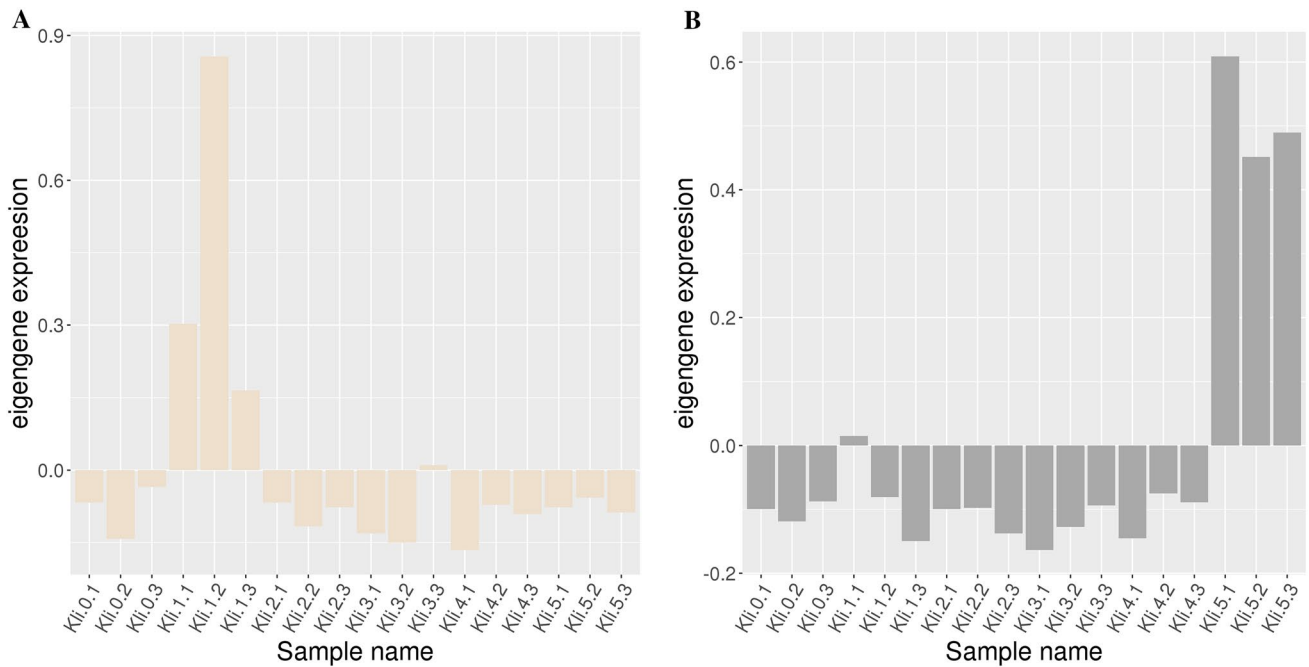 A
0.9
0.6
0.3
0.0
eigengene expreesion
Kli.0.1
Kli.0.2
Kli.0.3
Kli.1.1
Kli.1.2
Kli.1.3
Kli.2.1
Kli.2.2
Kli.2.3
Kli.3.1
Kli.3.2
Kli.3.3
Kli.4.1
Kli.4.2
Kli.4.3
Kli.5.1
Kli.5.2
Kli.5.3
Sample name
B
0.6
0.4
0.2
0.0
-0.2
eigengene expreesion
Kli.0.1
Kli.0.2
Kli.0.3
Kli.1.1
Kli.1.2
Kli.1.3
Kli.2.1
Kli.2.2
Kli.2.3
Kli.3.1
Kli.3.2
Kli.3.3
Kli.4.1
Kli.4.2
Kli.4.3
Kli.5.1
Kli.5.2
Kli.5.3
Sample name